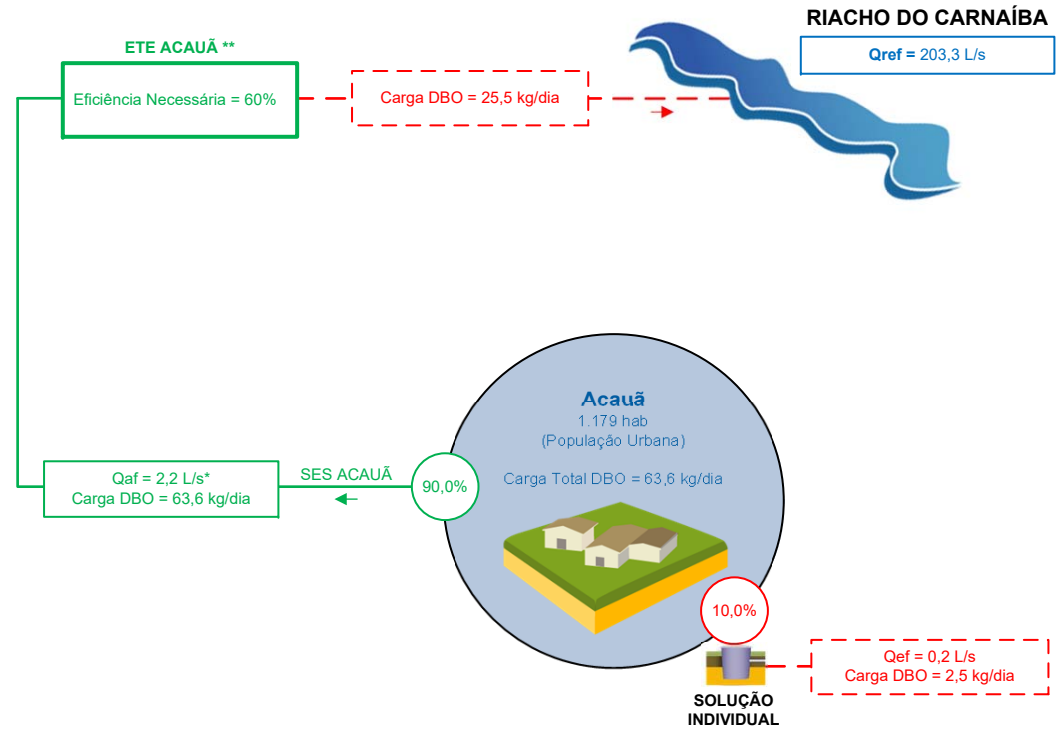 RIACHO DO CARNAÍBA
Qref = 203,3 L/s
ETE ACAUÃ **
Eficiência Necessária = 60%
Carga DBO = 25,5 kg/dia
Acauã
1.179 hab
(População Urbana)
Carga Total DBO = 63,6 kg/dia
Qaf = 2,2 L/s*
Carga DBO = 63,6 kg/dia
SES ACAUÃ
90,0%
10,0%
Qef = 0,2 L/s
Carga DBO = 2,5 kg/dia
SOLUÇÃO
INDIVIDUAL